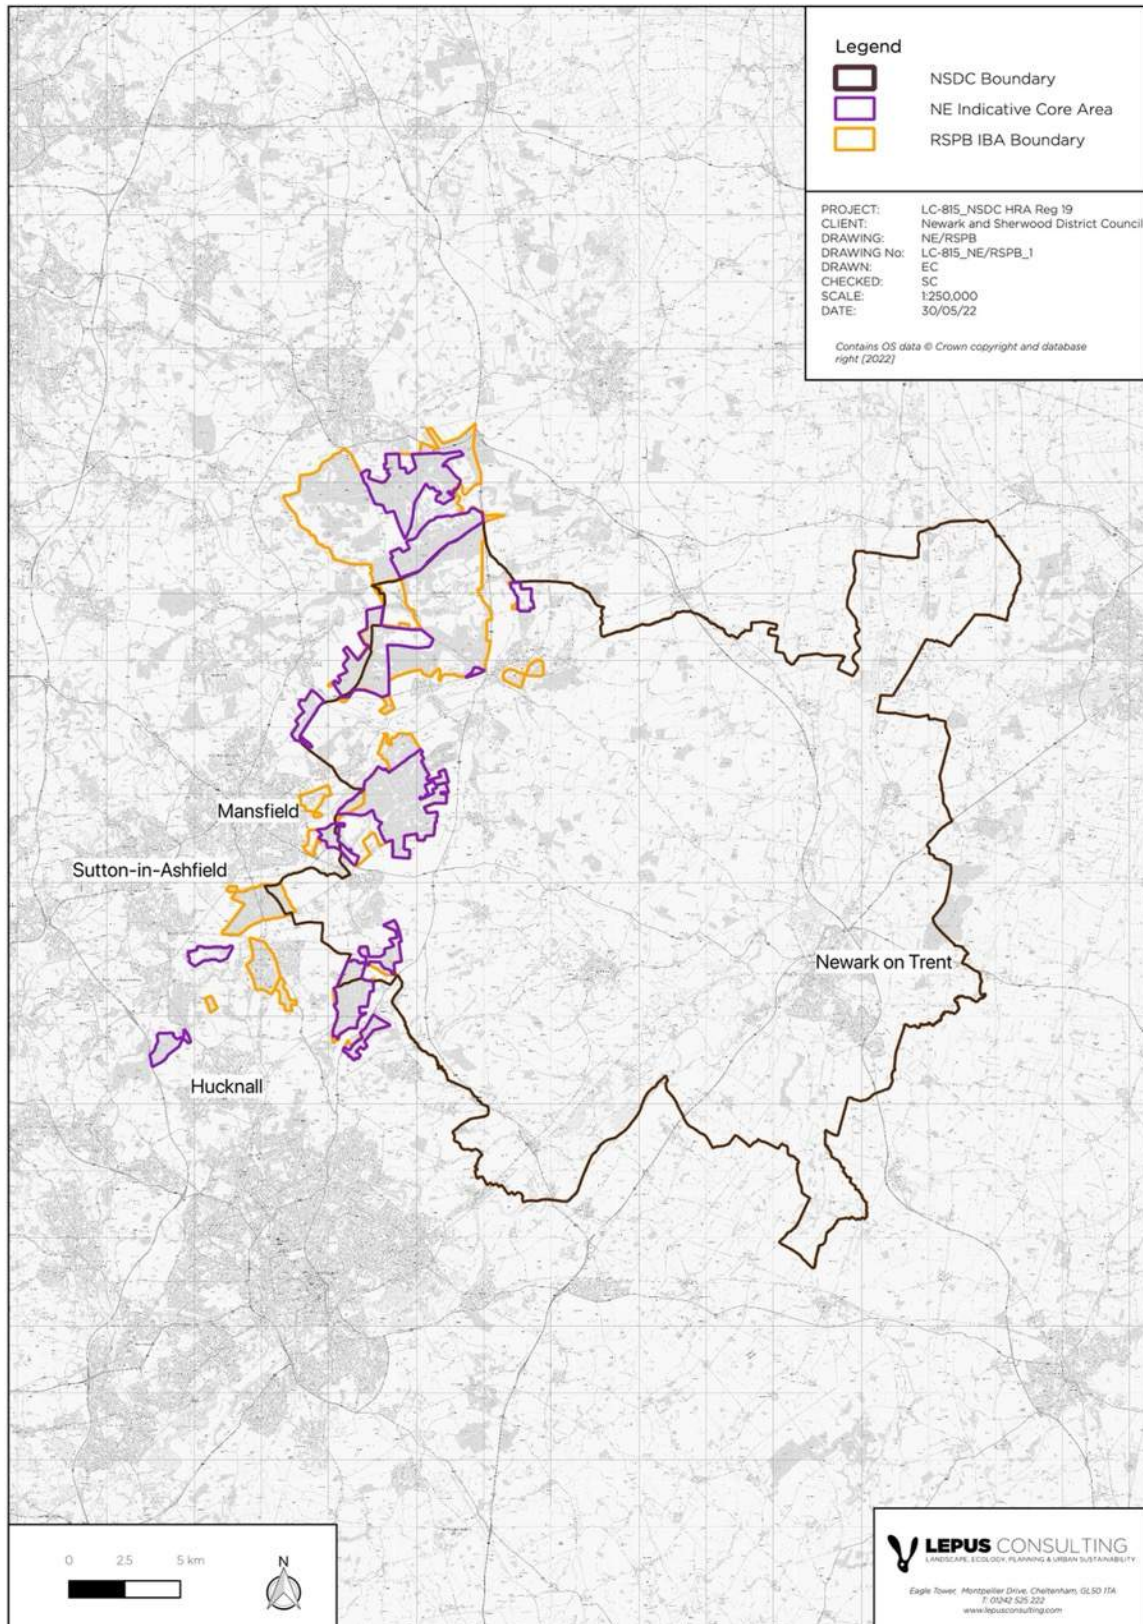 Legend
NSDC Boundary
NE Indicative Core Area
RSPB IBA Boundary
PROJECT: LC-815_NSDC HRA Reg 19
CLIENT: Newark and Sherwood District Council
DRAWING: NE/RSPB
DRAWING No: LC-815_NE/RSPB_1
DRAWN: EC
CHECKED: SC
SCALE: 1:250,000
DATE: 30/05/22
Contains OS data © Crown copyright and database
right [2022]
Mansfield
Sutton-in-Ashfield
Newark on Trent
Hucknall
0 2.5 5 km
N
LEPUS CONSULTING
LANDSCAPE, ECOLOGY, PLANNING & URBAN SUSTAINABILITY
Eagle Tower, Montpellier Drive, Cheltenham, GL50 1TA
T: 01242 525 222
www.lepusconsulting.com